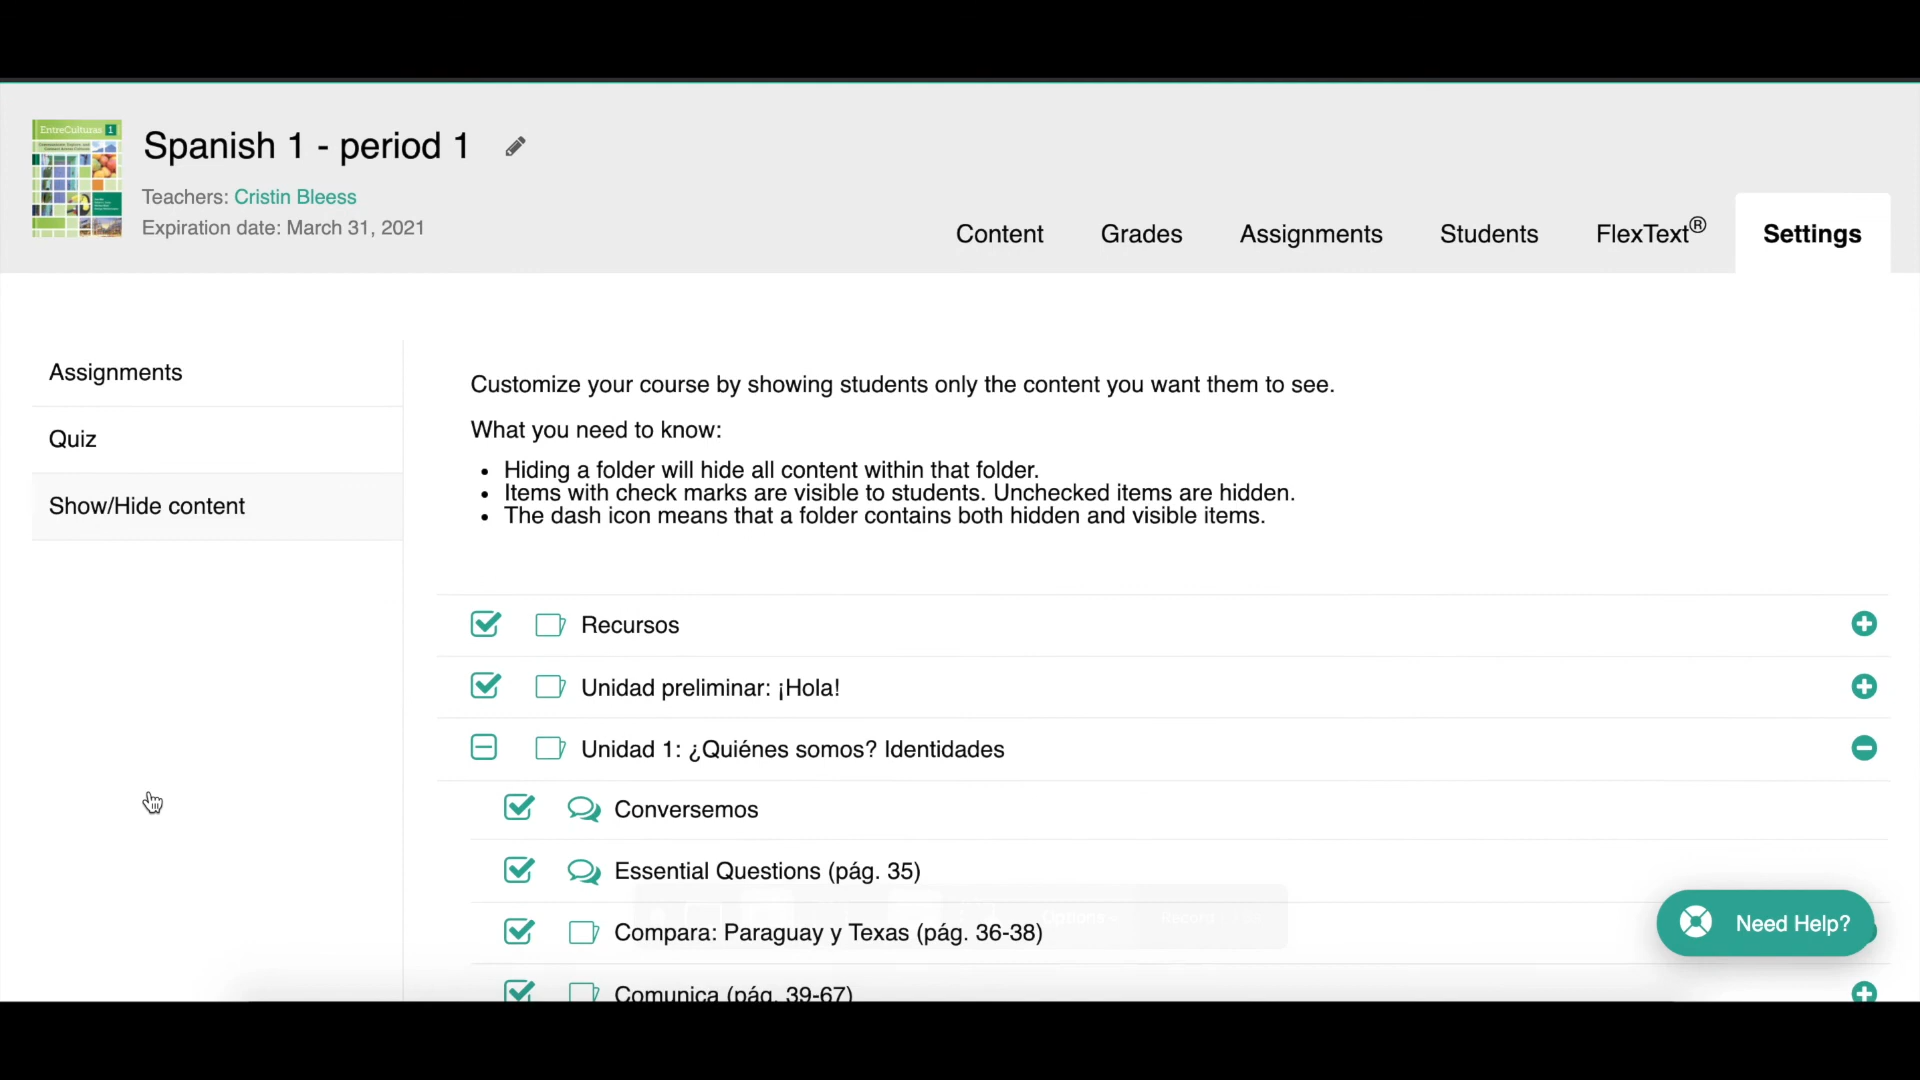 EntreCulturas 1
Spanish 1 - period 1
Teachers: Cristin Bleess
Expiration date: March 31, 2021
Content
Grades
Assignments
Students
FlexText®
Settings
Assignments
Quiz
Show/Hide content
Customize your course by showing students only the content you want them to see.
What you need to know:
Hiding a folder will hide all content within that folder.
Items with check marks are visible to students. Unchecked items are hidden.
The dash icon means that a folder contains both hidden and visible items.
Recursos
Unidad preliminar: ¡Hola!
Unidad 1: ¿Quiénes somos? Identidades
Conversemos
Essential Questions (pág. 35)
Compara: Paraguay y Texas (pág. 36-38)
Comunica (pág. 39-67)
Need Help?